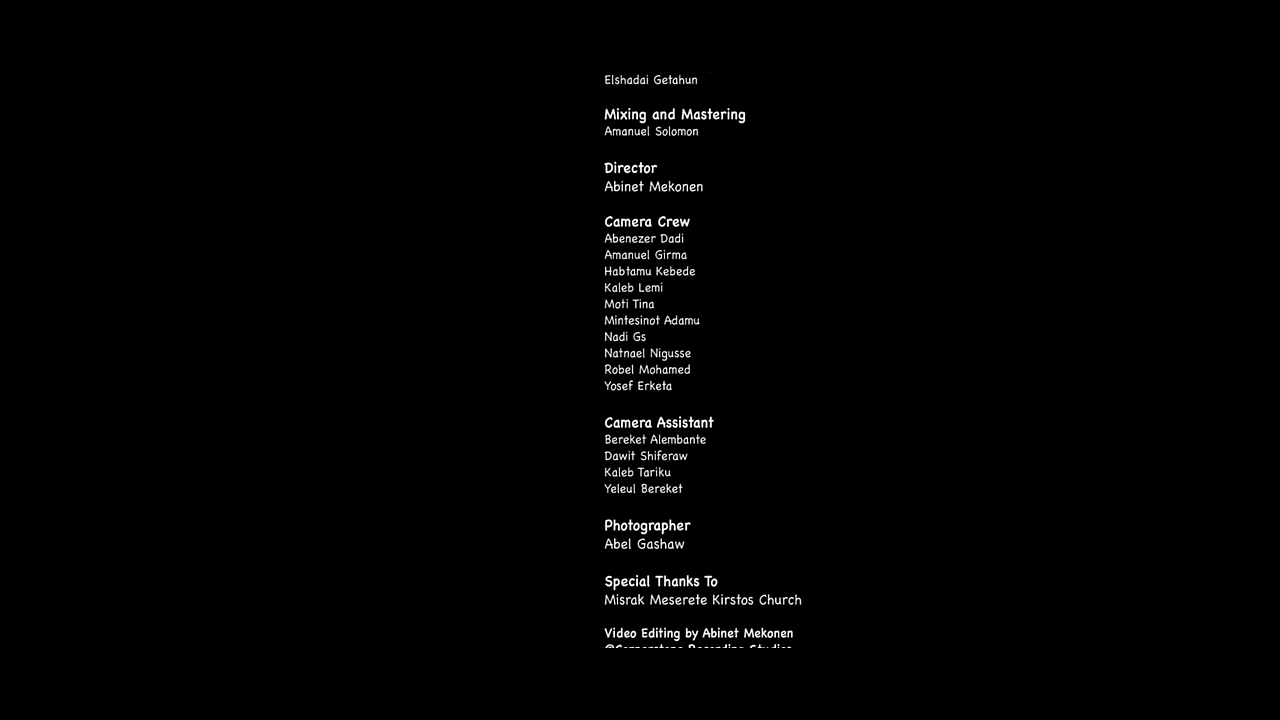 Elshadai Getahun
Mixing and Mastering
Amanuel Solomon
Director
Abinet Mekonen
Camera Crew
Abenezer Dadi
Amanuel Girma
Habtamu Kebede
Kaleb Lemi
Moti Tina
Mintesinot Adamu
Nadi Gs
Natnael Nigusse
Robel Mohamed
Yosef Erketa
Camera Assistant
Bereket Alembante
Dawit Shiferaw
Kaleb Tariku
Yeleul Bereket
Photographer
Abel Gashaw
Special Thanks To
Misrak Meserete Kirstos Church
Video Editing by Abinet Mekonen
@Cornerstone Recording Studios